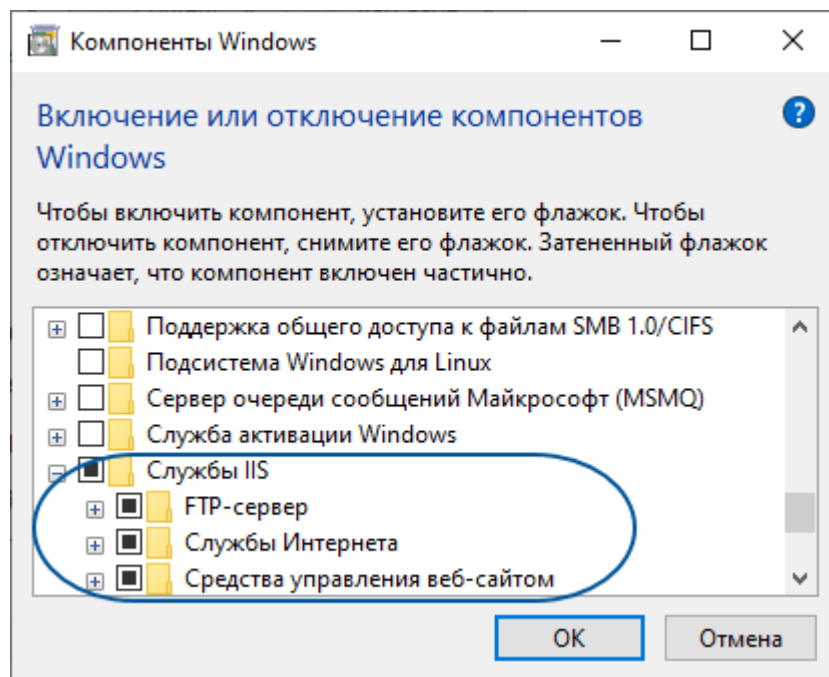 Компоненты Windows
Включение или отключение компонентов
Windows
Чтобы включить компонент, установите его флажок. Чтобы
отключить компонент, снимите его флажок. Затененный флажок
означает, что компонент включен частично.
Поддержка общего доступа к файлам SMB 1.0/CIFS
Подсистема Windows для Linux
Сервер очереди сообщений Майкрософт (MSMQ)
Служба активации Windows
Службы IIS
FTP-сервер
Службы Интернета
Средства управления веб-сайтом
ОК Отмена